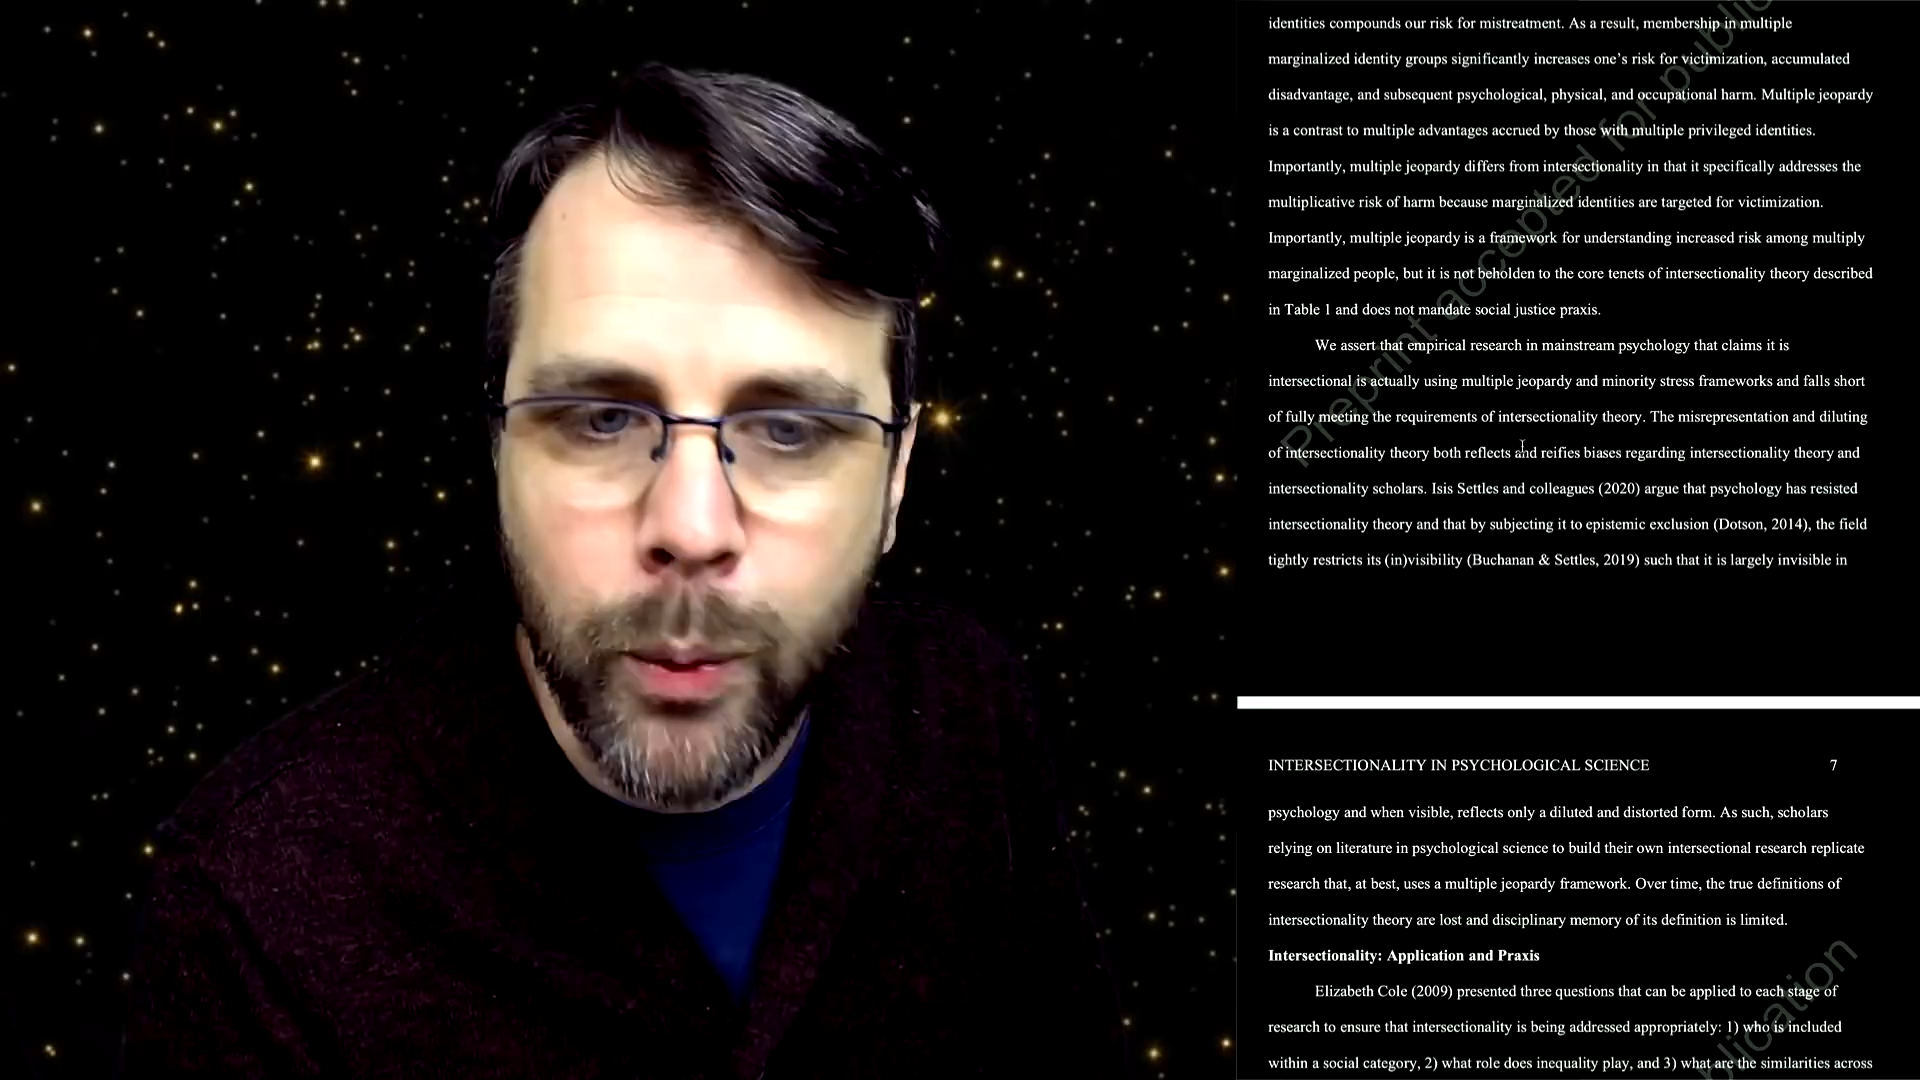 identities compounds our risk for mistreatment. As a result, membership in multiple
marginalized identity groups significantly increases one’s risk for victimization, accumulated
disadvantage, and subsequent psychological, physical, and occupational harm. Multiple jeopardy
is a contrast to multiple advantages accrued by those with multiple privileged identities.
Importantly, multiple jeopardy differs from intersectionality in that it specifically addresses the
multiplicative risk of harm because marginalized identities are targeted for victimization.
Importantly, multiple jeopardy is a framework for understanding increased risk among multiply
marginalized people, but it is not beholden to the core tenets of intersectionality theory described
in Table 1 and does not mandate social justice praxis.
We assert that empirical research in mainstream psychology that claims it is
intersectional is actually using multiple jeopardy and minority stress frameworks and falls short
of fully meeting the requirements of intersectionality theory. The misrepresentation and diluting
of intersectionality theory both reflects and reifies biases regarding intersectionality theory and
intersectionality scholars. Isis Settles and colleagues (2020) argue that psychology has resisted
intersectionality theory and that by subjecting it to epistemic exclusion (Dotson, 2014), the field
tightly restricts its (in)visibility (Buchanan & Settles, 2019) such that it is largely invisible in
Preprint accepted for public
INTERSECTIONALITY IN PSYCHOLOGICAL SCIENCE 7
psychology and when visible, reflects only a diluted and distorted form. As such, scholars
relying on literature in psychological science to build their own intersectional research replicate
research that, at best, uses a multiple jeopardy framework. Over time, the true definitions of
intersectionality theory are lost and disciplinary memory of its definition is limited.
Intersectionality: Application and Praxis
Elizabeth Cole (2009) presented three questions that can be applied to each stage of
research to ensure that intersectionality is being addressed appropriately: 1) who is included
within a social category, 2) what role does inequality play, and 3) what are the similarities across
blication